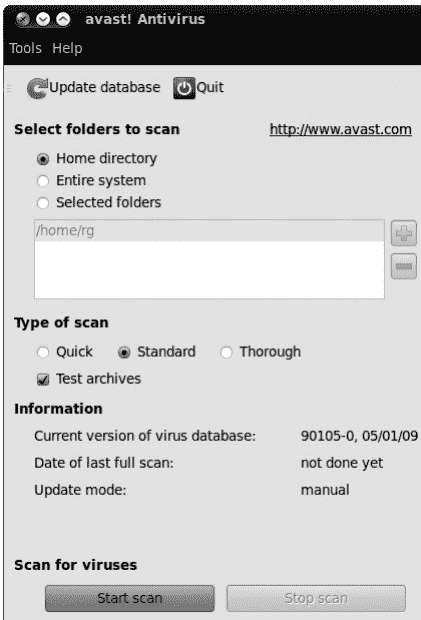 avast! Antivirus
Tools Help
Update database Quit
Select folders to scan http://www.avast.com
Home directory
Entire system
Selected folders
/home/rg
Type of scan
Quick Standard Thorough
Test archives
Information
Current version of virus database: 90105-0, 05/01/09
Date of last full scan: not done yet
Update mode: manual
Scan for viruses
Start scan Stop scan